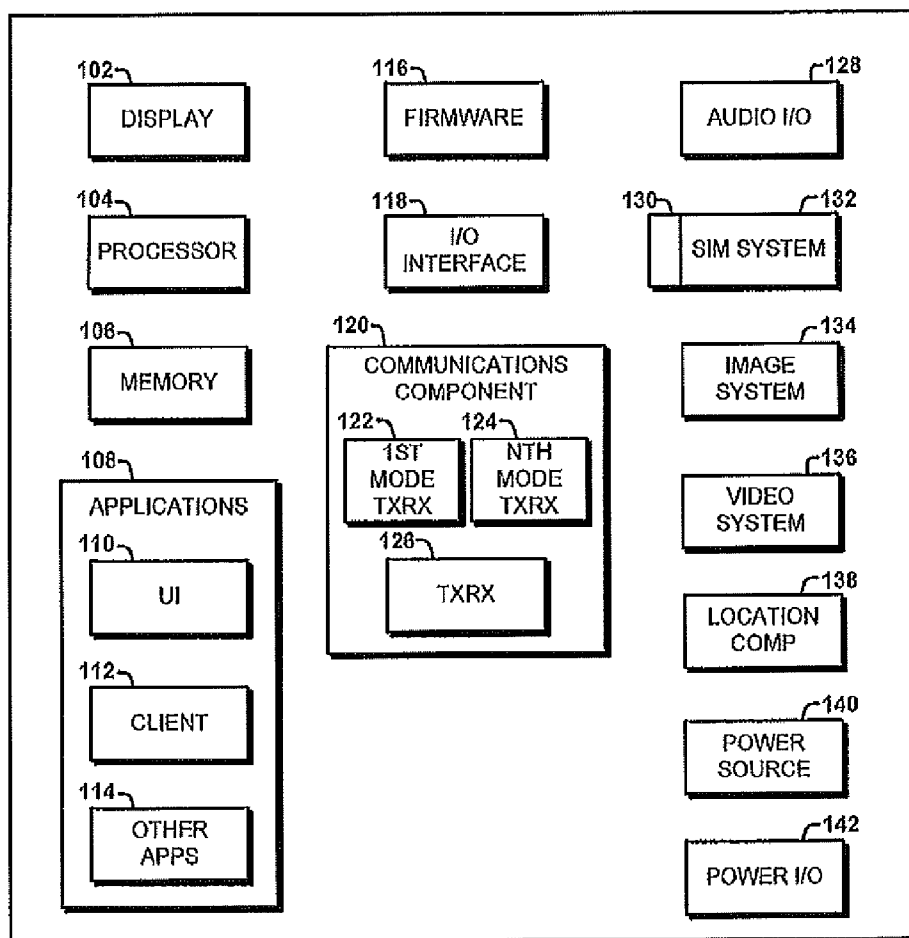 102
DISPLAY
104
PROCESSOR
106
MEMORY
108
APPLICATIONS
110
UI
112
CLIENT
114
OTHER
APPS
116
FIRMWARE
118
I/O
INTERFACE
120
COMMUNICATIONS
COMPONENT
122
1ST
MODE
TXRX
124
NTH
MODE
TXRX
126
TXRX
128
AUDIO I/O
130
132
SIM SYSTEM
134
IMAGE
SYSTEM
136
VIDEO
SYSTEM
138
LOCATION
COMP
140
POWER
SOURCE
142
POWER I/O